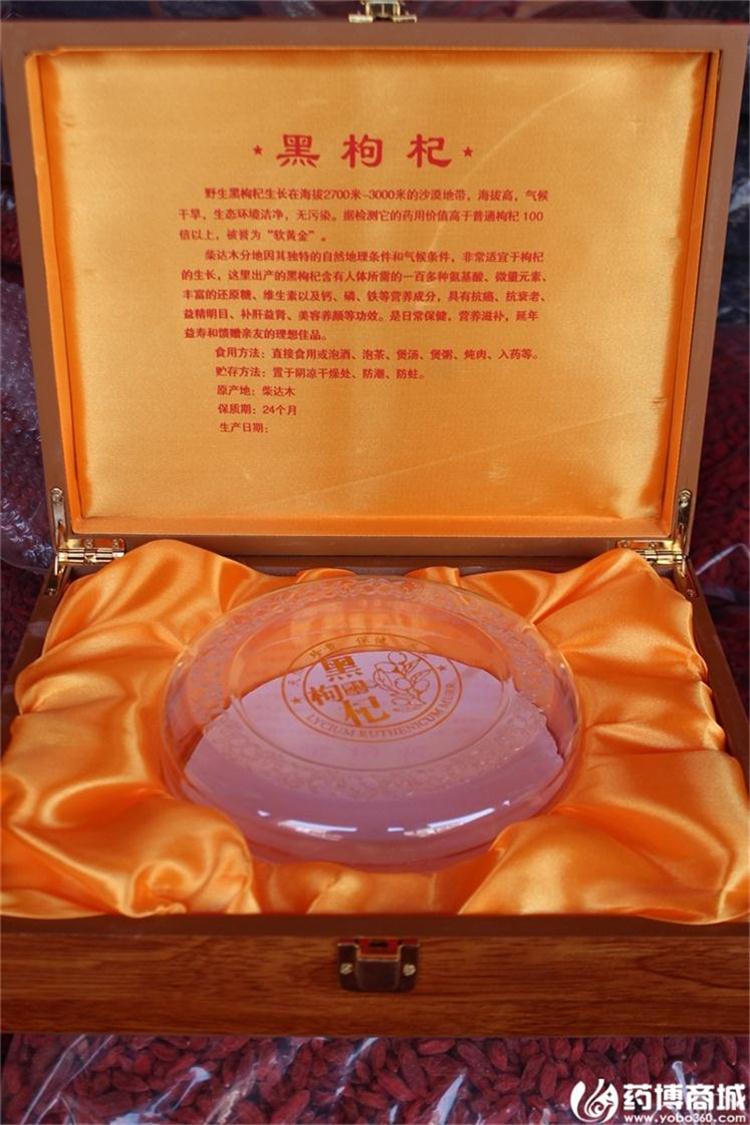 ★ 黑枸杞 ★
野生黑枸杞生长在海拔2700米-3000米的沙漠地带，海拔高，气候
干旱，生态环境洁净，无污染。据检测它的药用价值高于普通枸杞100
倍以上，被誉为“软黄金”。
柴达木分地因其独特的自然地理条件和气候条件，非常适宜于枸杞
的生长，这里出产的黑枸杞含有人体所需的一百多种氨基酸、微量元素、
丰富的还原糖、维生素以及钙、磷、铁等营养成分，具有抗癌、抗衰老、
益精明目、补肝益肾、美容养颜等功效。是日常保健，营养滋补，延年
益寿和馈赠亲友的理想佳品。
食用方法：直接食用或泡酒、泡茶、煲汤、煲粥、炖肉、入药等。
贮存方法：置于阴凉干燥处、防潮、防蛀。
原产地：柴达木
保质期：24个月
生产日期：
保健
黑
枸
杞
LYCIUM RUTHENICUM MURR
药博商城
www.yobo360.com